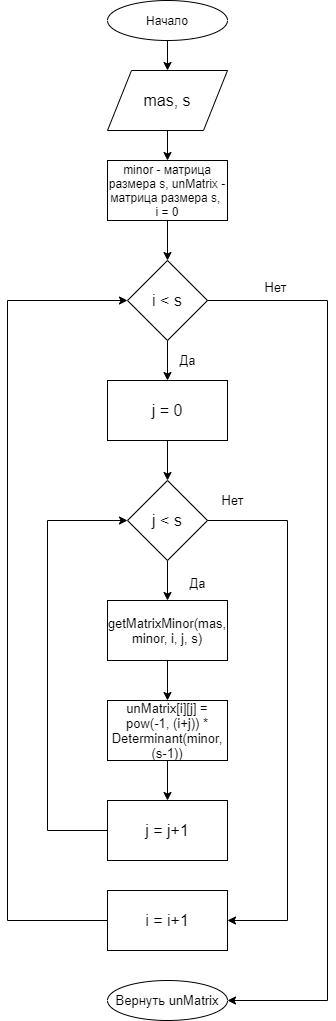 Начало
mas, s
minor - матрица
размера s, unMatrix -
матрица размера s,
i = 0
i < s
Нет
Да
j = 0
j < s
Нет
Да
getMatrixMinor(mas,
minor, i, j, s)
unMatrix[i][j] =
pow(-1, (i+j)) *
Determinant(minor,
(s-1))
j = j+1
i = i+1
Вернуть unMatrix